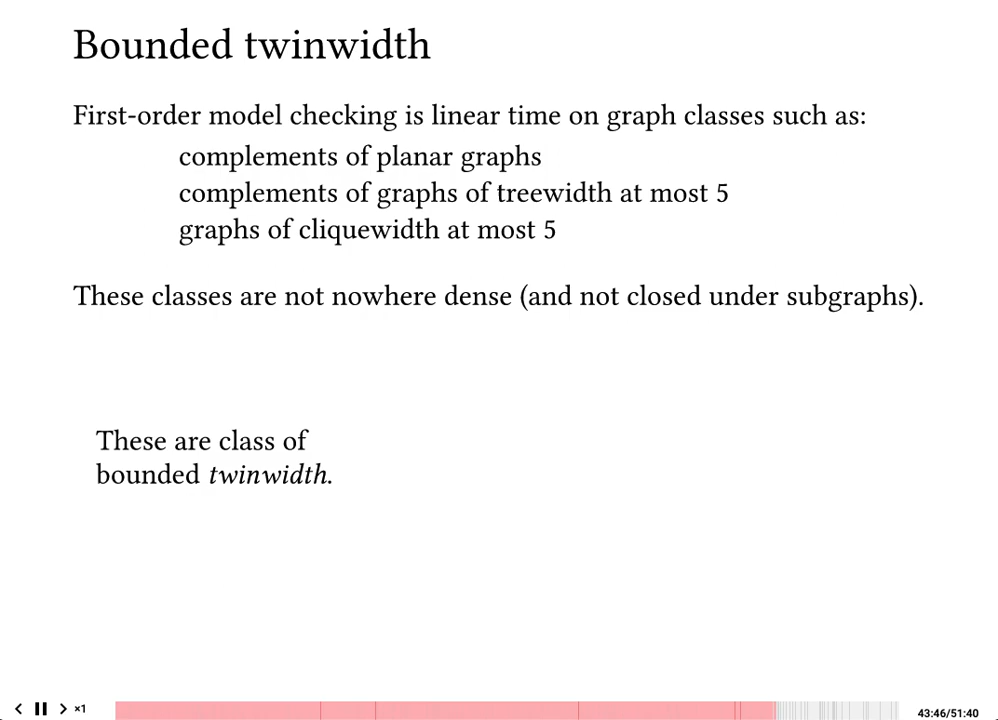 Bounded twinwidth
First-order model checking is linear time on graph classes such as:
complements of planar graphs
complements of graphs of treewidth at most 5
graphs of cliquewidth at most 5
These classes are not nowhere dense (and not closed under subgraphs).
These are class of
bounded twinwidth.
×1
43:46/51:40